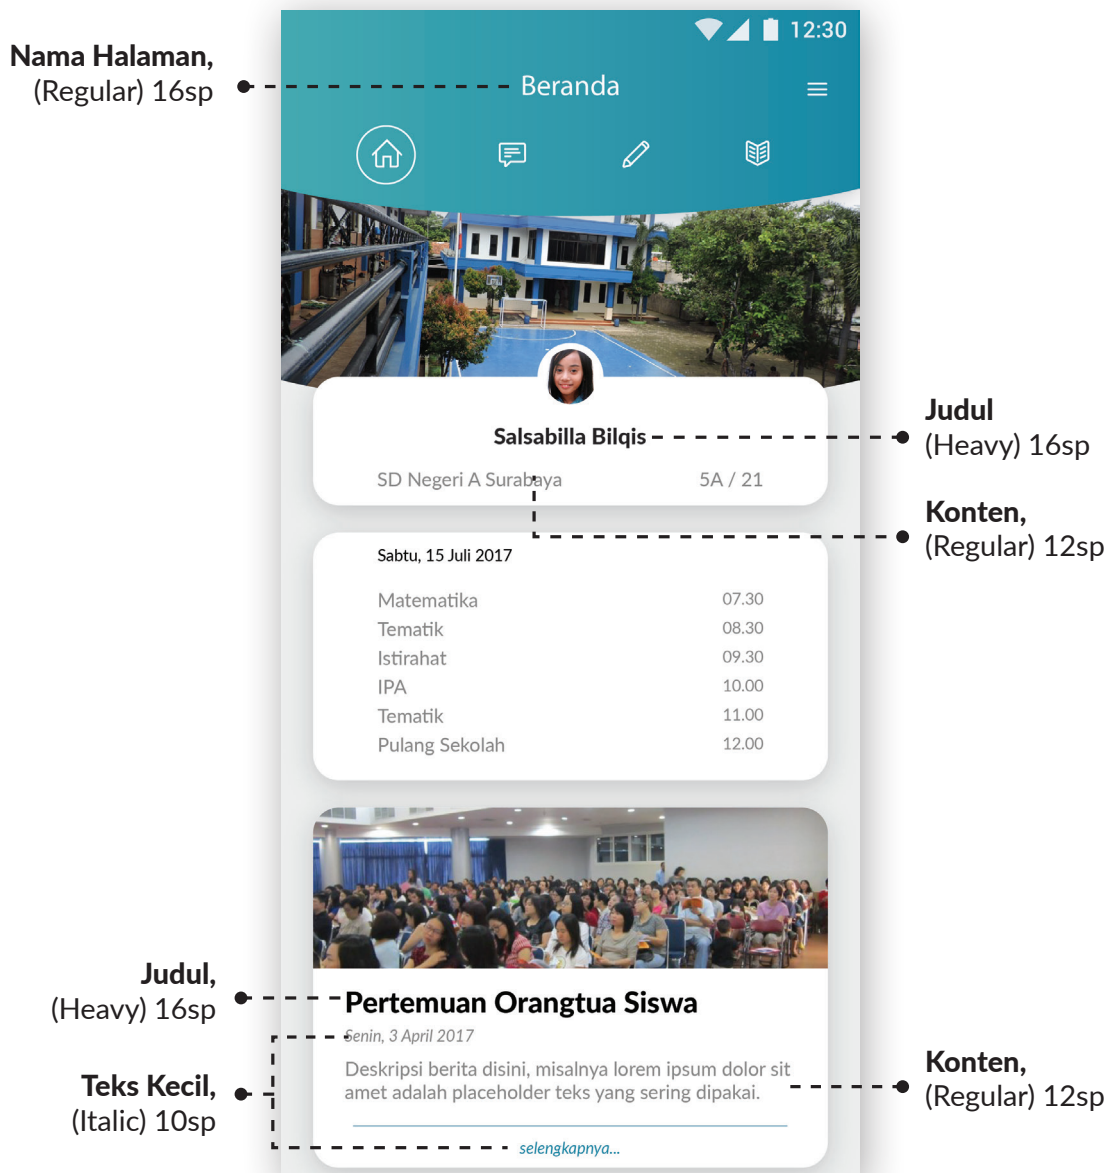 12:30
Nama Halaman,
(Regular) 16sp
Beranda
Salsabilla Bilqis
SD Negeri A Surabaya 5A / 21
Judul
(Heavy) 16sp
Konten,
(Regular) 12sp
Sabtu, 15 Juli 2017
Matematika 07.30
Tematik 08.30
Istirahat 09.30
IPA 10.00
Tematik 11.00
Pulang Sekolah 12.00
Judul,
(Heavy) 16sp
Pertemuan Orangtua Siswa
Senin, 3 April 2017
Deskripsi berita disini, misalnya lorem ipsum dolor sit
amet adalah placeholder teks yang sering dipakai.
Teks Kecil,
(Italic) 10sp
Konten,
(Regular) 12sp
selengkapnya...